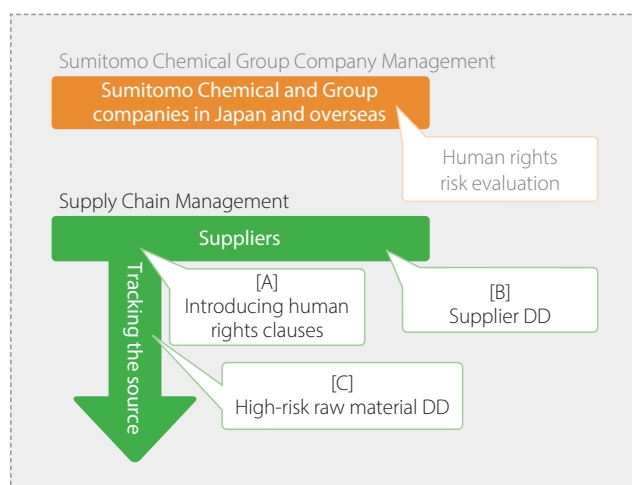 Sumitomo Chemical Group Company Management
Sumitomo Chemical and Group
companies in Japan and overseas
Human rights
risk evaluation
Supply Chain Management
Suppliers
[A]
Introducing human
rights clauses
[B]
Supplier DD
Tracking the source
[C]
High-risk raw material DD